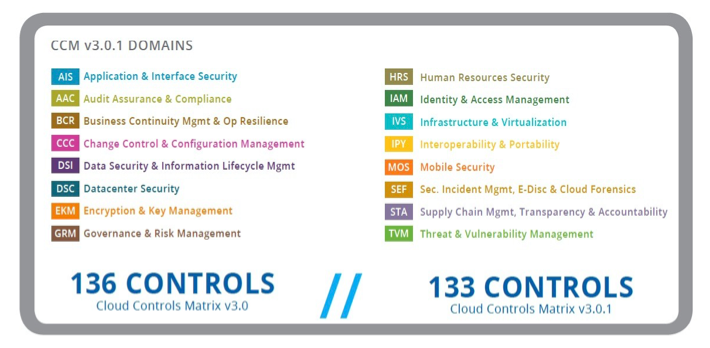 CCM v3.0.1 DOMAINS
AIS Application & Interface Security
AAC Audit Assurance & Compliance
BCR Business Continuity Mgmt & Op Resilience
CCC Change Control & Configuration Management
DSI Data Security & Information Lifecycle Mgmt
DSC Datacenter Security
EKM Encryption & Key Management
GRM Governance & Risk Management
HRS Human Resources Security
IAM Identity & Access Management
IVS Infrastructure & Virtualization
IPY Interoperability & Portability
MOS Mobile Security
SEF Sec. Incident Mgmt, E-Disc & Cloud Forensics
STA Supply Chain Mgmt, Transparency & Accountability
TVM Threat & Vulnerability Management
136 CONTROLS
Cloud Controls Matrix v3.0
//
133 CONTROLS
Cloud Controls Matrix v3.0.1